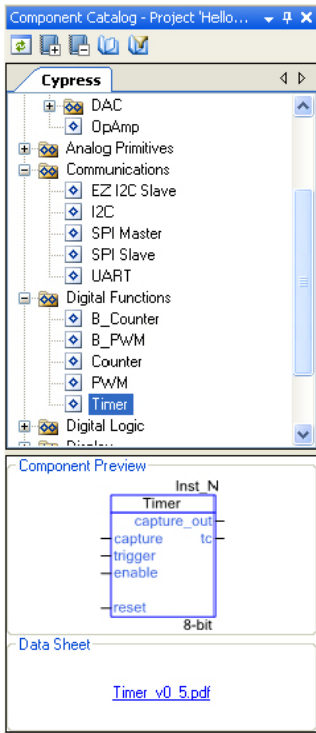 Component Catalog - Project 'Hello...
Cypress
DAC
OpAmp
Analog Primitives
Communications
EZ I2C Slave
I2C
SPI Master
SPI Slave
UART
Digital Functions
B_Counter
B_PWM
Counter
PWM
Timer
Digital Logic
Display
Component Preview
Inst_N
Timer
capture_out
capture tc
trigger
enable
reset
8-bit
Data Sheet
Timer_v0_5.pdf